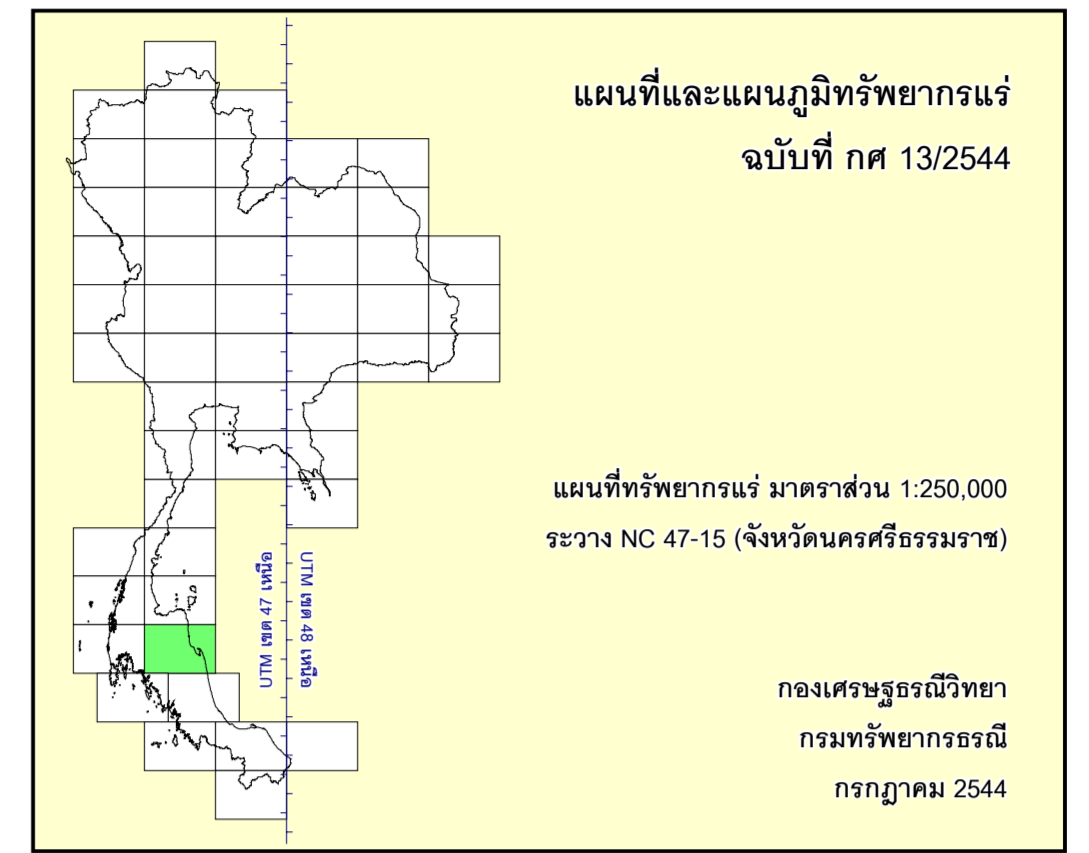 แผนที่และแผนภูมิทรัพยากรแร่
ฉบับที่ กศ 13/2544
แผนที่ทรัพยากรแร่ มาตราส่วน 1:250,000
ระวาง NC 47-15 (จังหวัดนครศรีธรรมราช)
UTM เขต 47 เหนือ
UTM เขต 48 เหนือ
กองเศรษฐธรณีวิทยา
กรมทรัพยากรธรณี
กรกฎาคม 2544